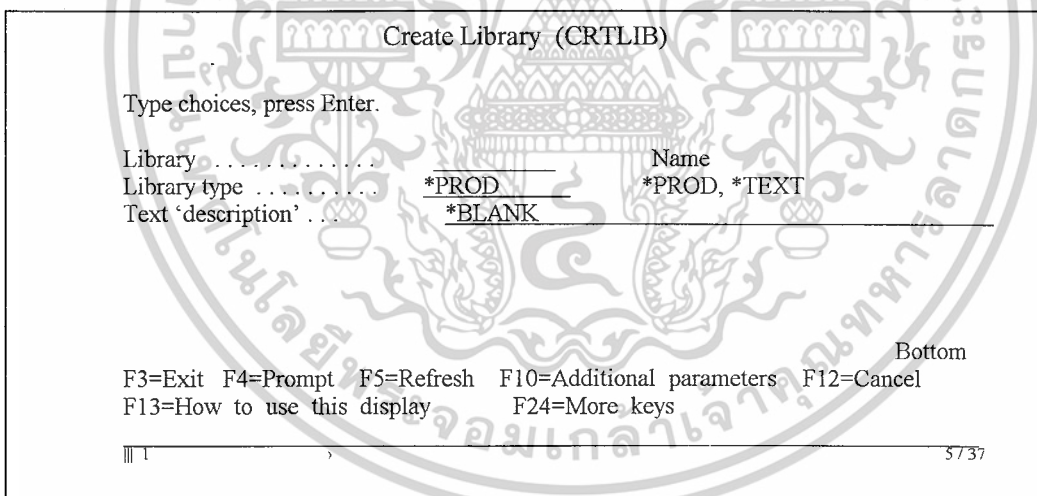 Create Library (CRTLIB)
Type choices, press Enter.
Library . . . . . . . . . . . . . Name
Library type . . . . . . . . . . *PROD *PROD, *TEXT
Text ‘description’ . . . *BLANK
Bottom
F3=Exit F4=Prompt F5=Refresh F10=Additional parameters F12=Cancel
F13=How to use this display F24=More keys
5 / 37